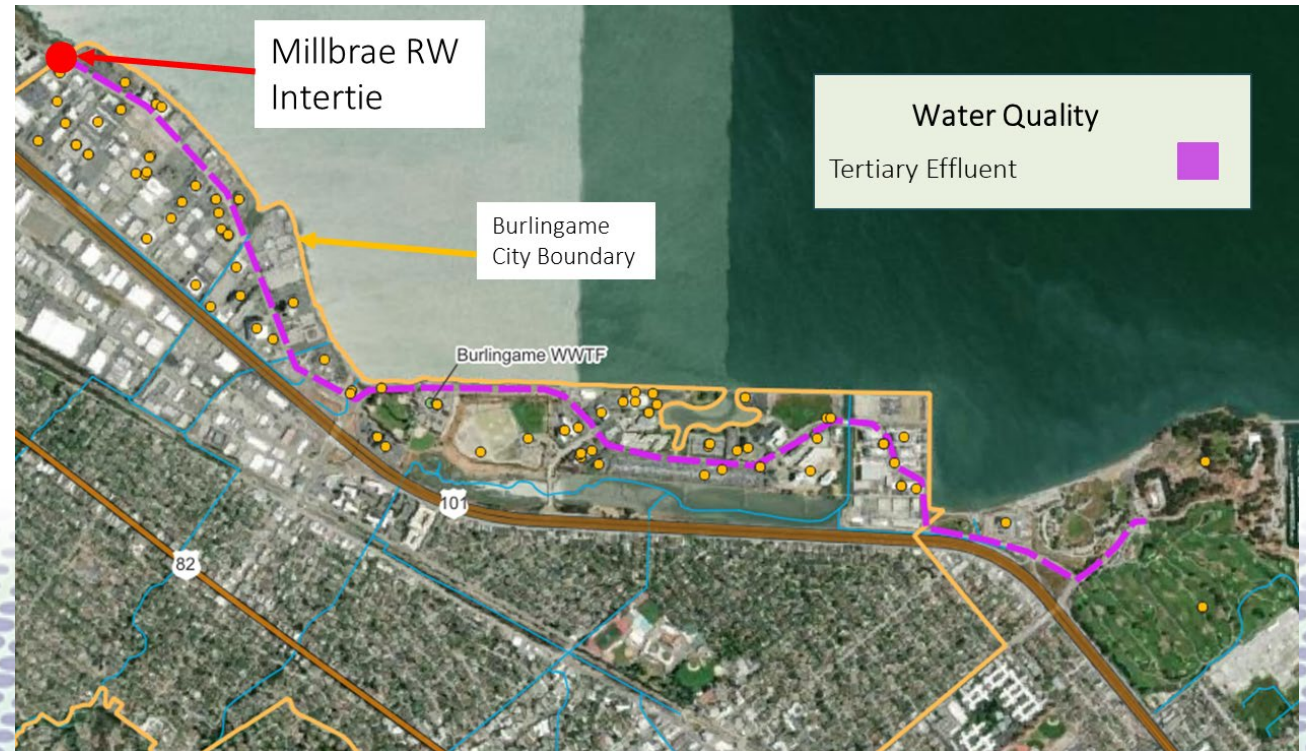 Millbrae RW
Intertie
Water Quality
Tertiary Effluent
Burlingame
City Boundary
Burlingame WWTF
101
82